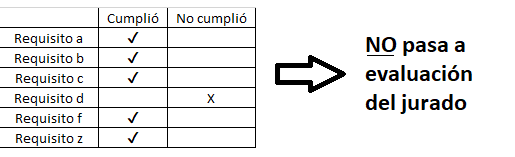 Cumplió No cumplió
Requisito a ✓
Requisito b ✓
Requisito c ✓
Requisito d X
Requisito f ✓
Requisito z ✓
NO pasa a
evaluación
del jurado